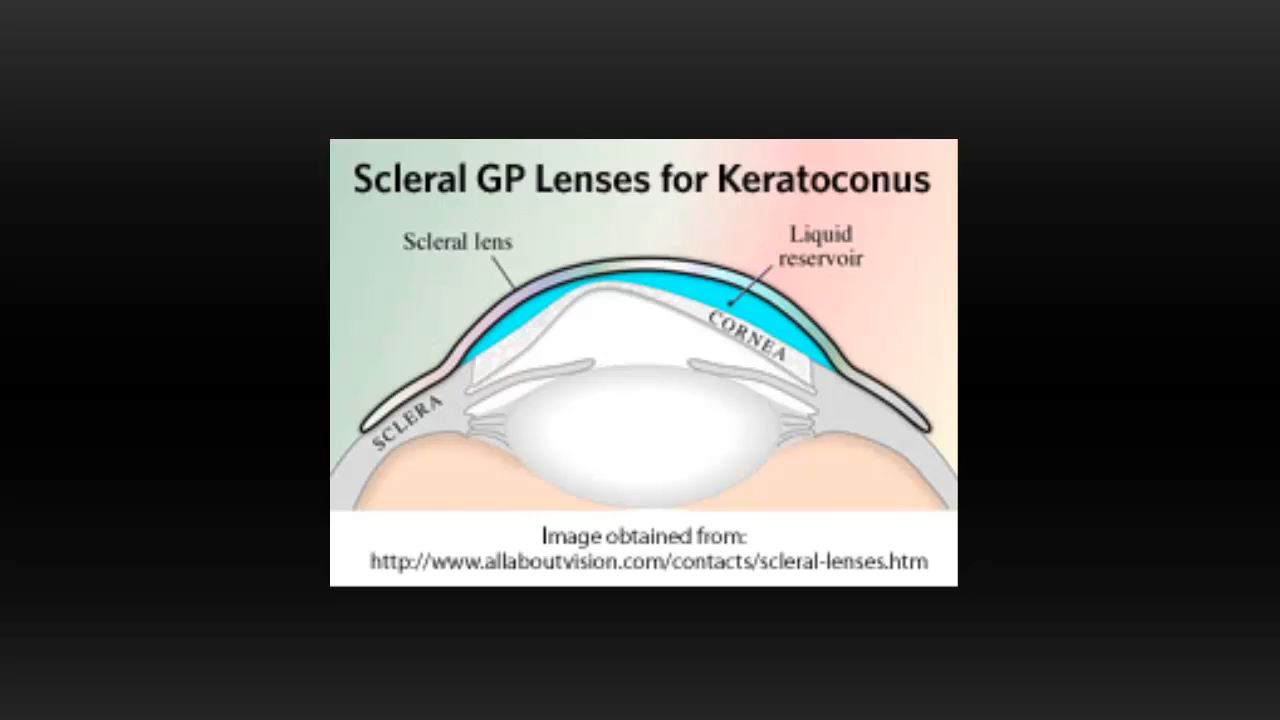 Scleral GP Lenses for Keratoconus
Scleral lens
Liquid
reservoir
CORNEA
SCLERA
Image obtained from:
http://www.allaboutvision.com/contacts/scleral-lenses.htm